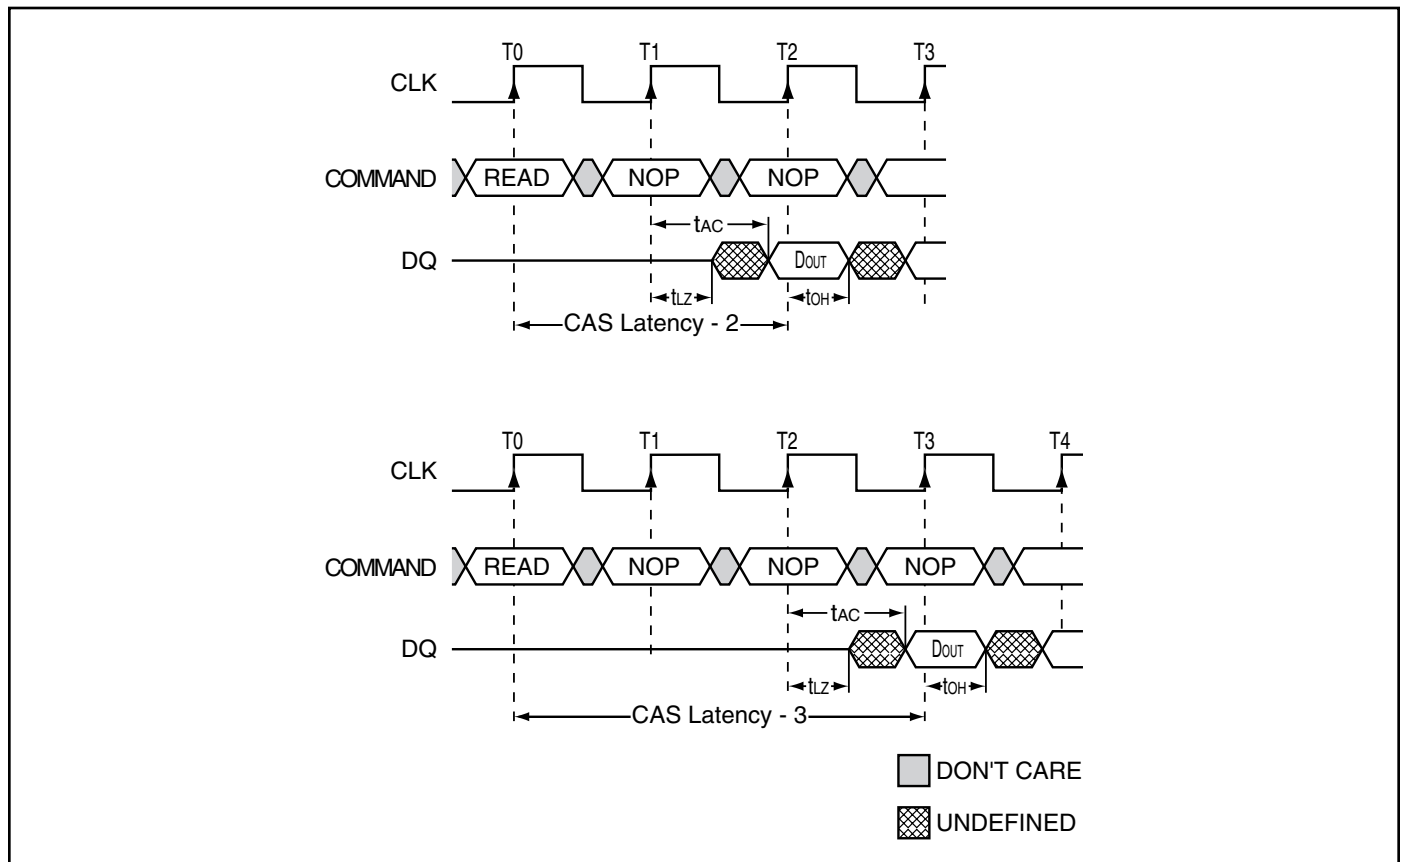 T0 T1 T2 T3
CLK
COMMAND READ NOP NOP
tAC
DQ DOUT
tLZ tOH
CAS Latency - 2
T0 T1 T2 T3 T4
CLK
COMMAND READ NOP NOP NOP
tAC
DQ DOUT
tLZ tOH
CAS Latency - 3
DON'T CARE
UNDEFINED